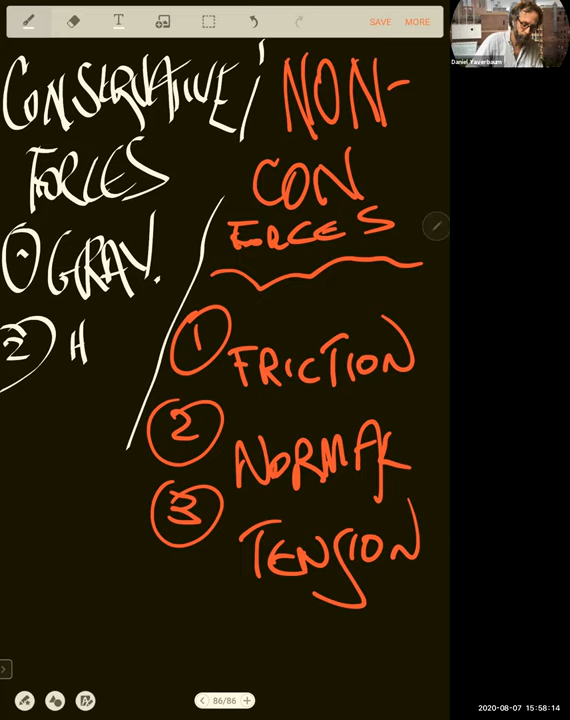 SAVE MORE
Daniel Yaverbaum
CONSERVATIVE
FORCES
① GRAV.
② H
NON-
CON
FORCES
① FRICTION
② NORMAL
③ TENSION
86/86
2020-08-07 15:58:14